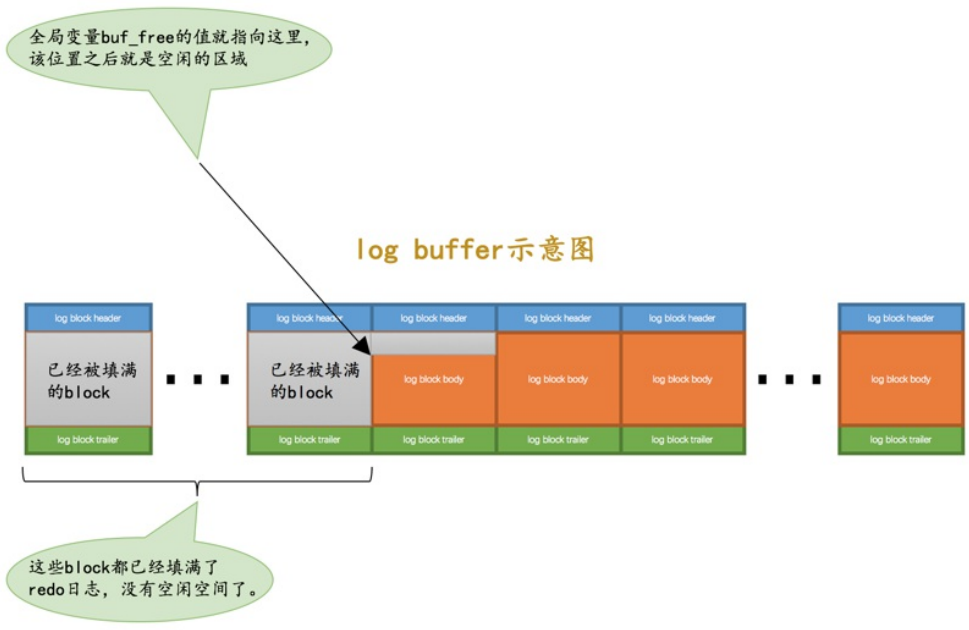 全局变量buf_free的值就指向这里，
该位置之后就是空闲的区域
log buffer示意图
log block header
log block header
log block header
log block header
log block header
log block header
已经被填满
的block
已经被填满
的block
log block body
log block body
log block body
log block body
log block trailer
log block trailer
log block trailer
log block trailer
log block trailer
log block trailer
这些block都已经填满了
redo日志，没有空闲空间了。